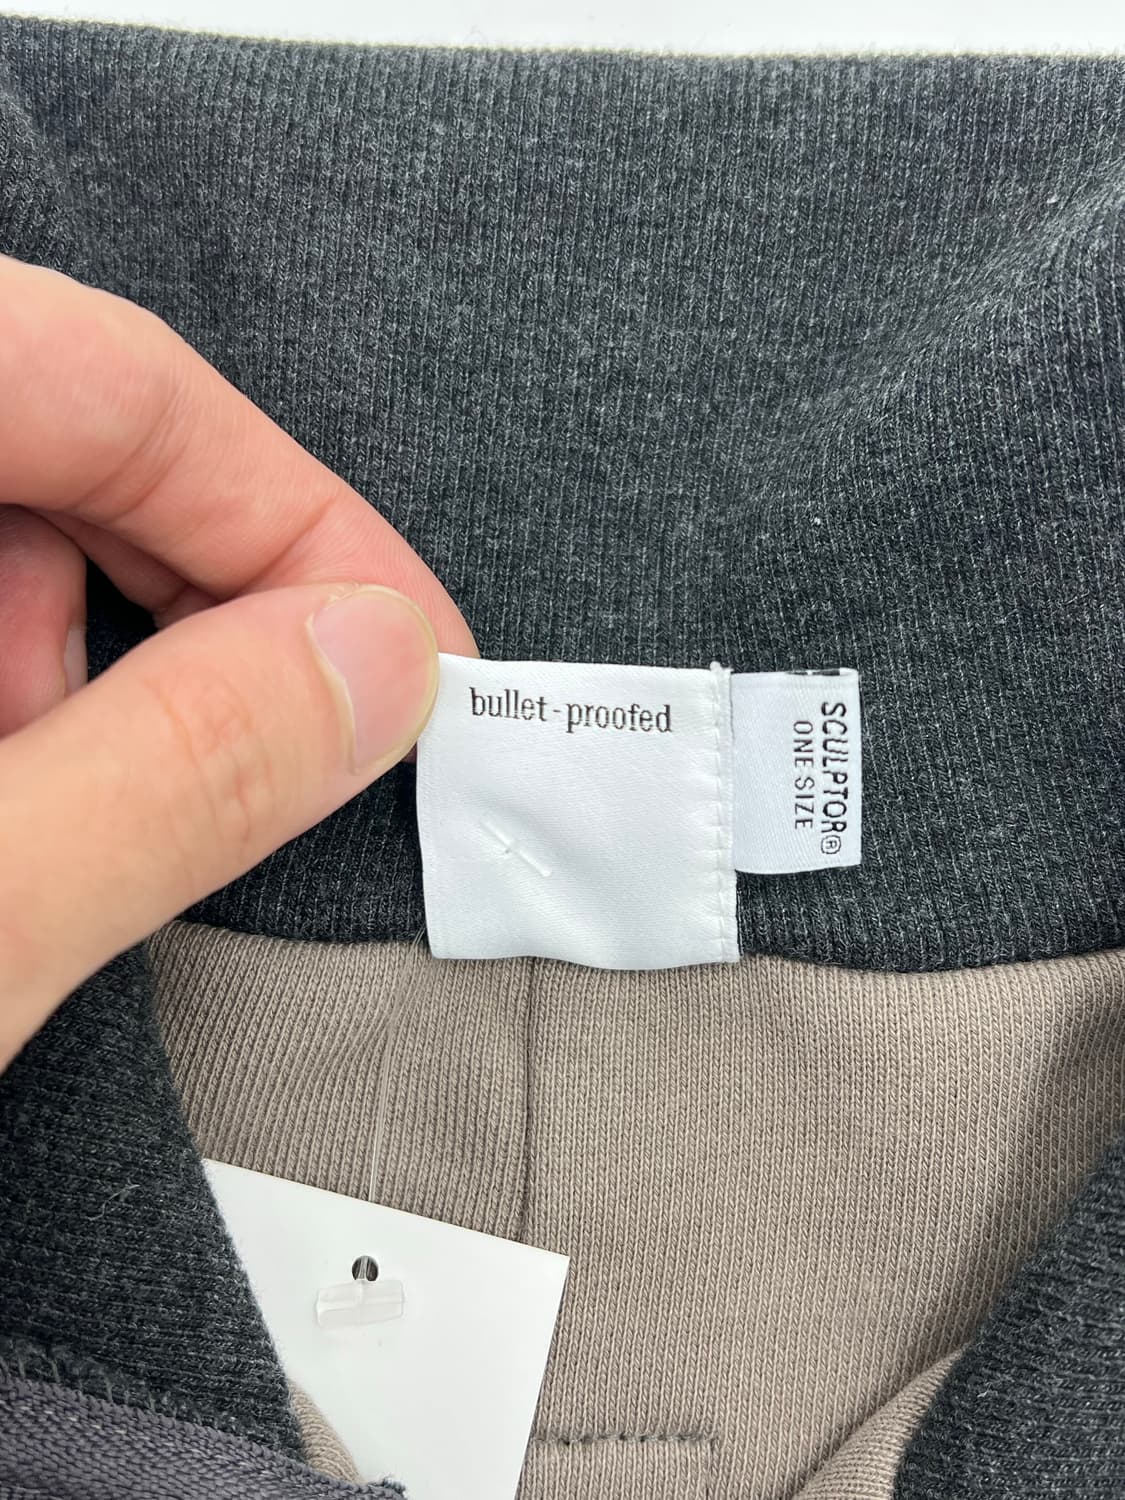 bullet-proofed
SCULPTOR®
ONE SIZE